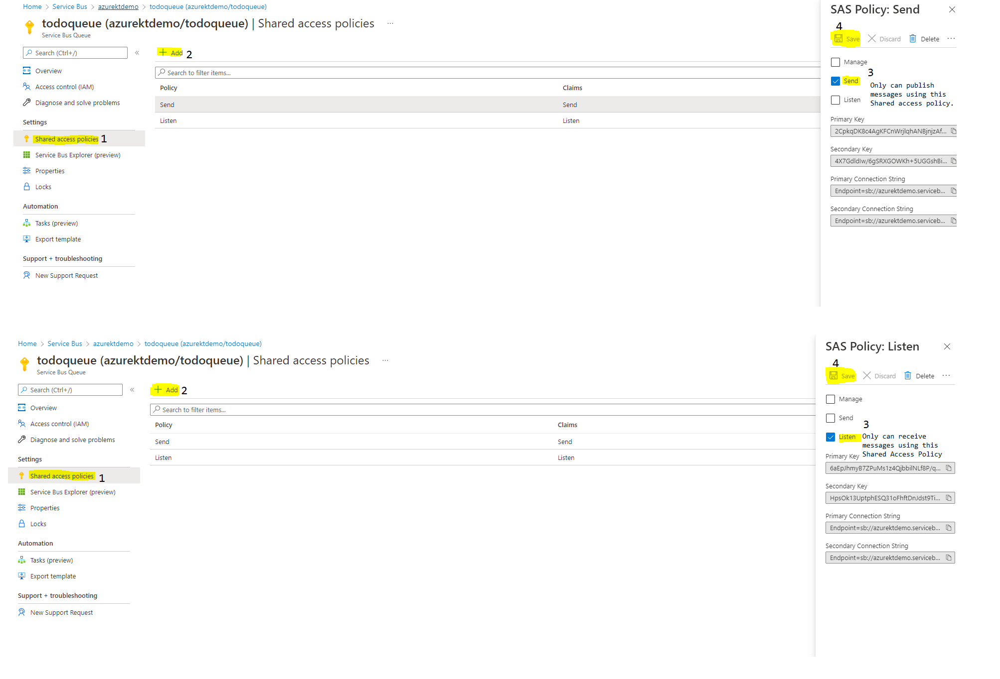 Home > Service Bus > azurektdemo > todoqueue (azurektdemo/todoqueue)
todoqueue (azurektdemo/todoqueue) | Shared access policies ...
Service Bus Queue
Search (Ctrl+/)
«
Overview
Access control (IAM)
Diagnose and solve problems
Settings
Shared access policies 1
Service Bus Explorer (preview)
Properties
Locks
Automation
Tasks (preview)
Export template
Support + troubleshooting
New Support Request
+ Add 2
Search to filter items...
Policy Claims
Send Send
Listen Listen
SAS Policy: Send
4
Save Discard Delete ...
Manage
3
Send
Only can publish
messages using this
Shared access policy.
Listen
Primary Key
2CpkqDK8c4AgKFCnWrjlqhANBjnjzAf...
Secondary Key
4X7GdldIw/6gSRXGOWKh+5UGGshBi...
Primary Connection String
Endpoint=sb://azurektdemo.serviceb...
Secondary Connection String
Endpoint=sb://azurektdemo.serviceb...
Home > Service Bus > azurektdemo > todoqueue (azurektdemo/todoqueue)
todoqueue (azurektdemo/todoqueue) | Shared access policies ...
Service Bus Queue
Search (Ctrl+/)
«
Overview
Access control (IAM)
Diagnose and solve problems
Settings
Shared access policies 1
Service Bus Explorer (preview)
Properties
Locks
Automation
Tasks (preview)
Export template
Support + troubleshooting
New Support Request
+ Add 2
Search to filter items...
Policy Claims
Send Send
Listen Listen
SAS Policy: Listen
4
Save Discard Delete ...
Manage
Send
3
Listen
Only can receive
messages using this
Shared Access Policy
Primary Key
6aEpJhmyB7ZPuMs1z4QjbbilNLf8P/q...
Secondary Key
HpsOk13UptphESQ31oFhftDnJdst9Ti...
Primary Connection String
Endpoint=sb://azurektdemo.serviceb...
Secondary Connection String
Endpoint=sb://azurektdemo.serviceb...